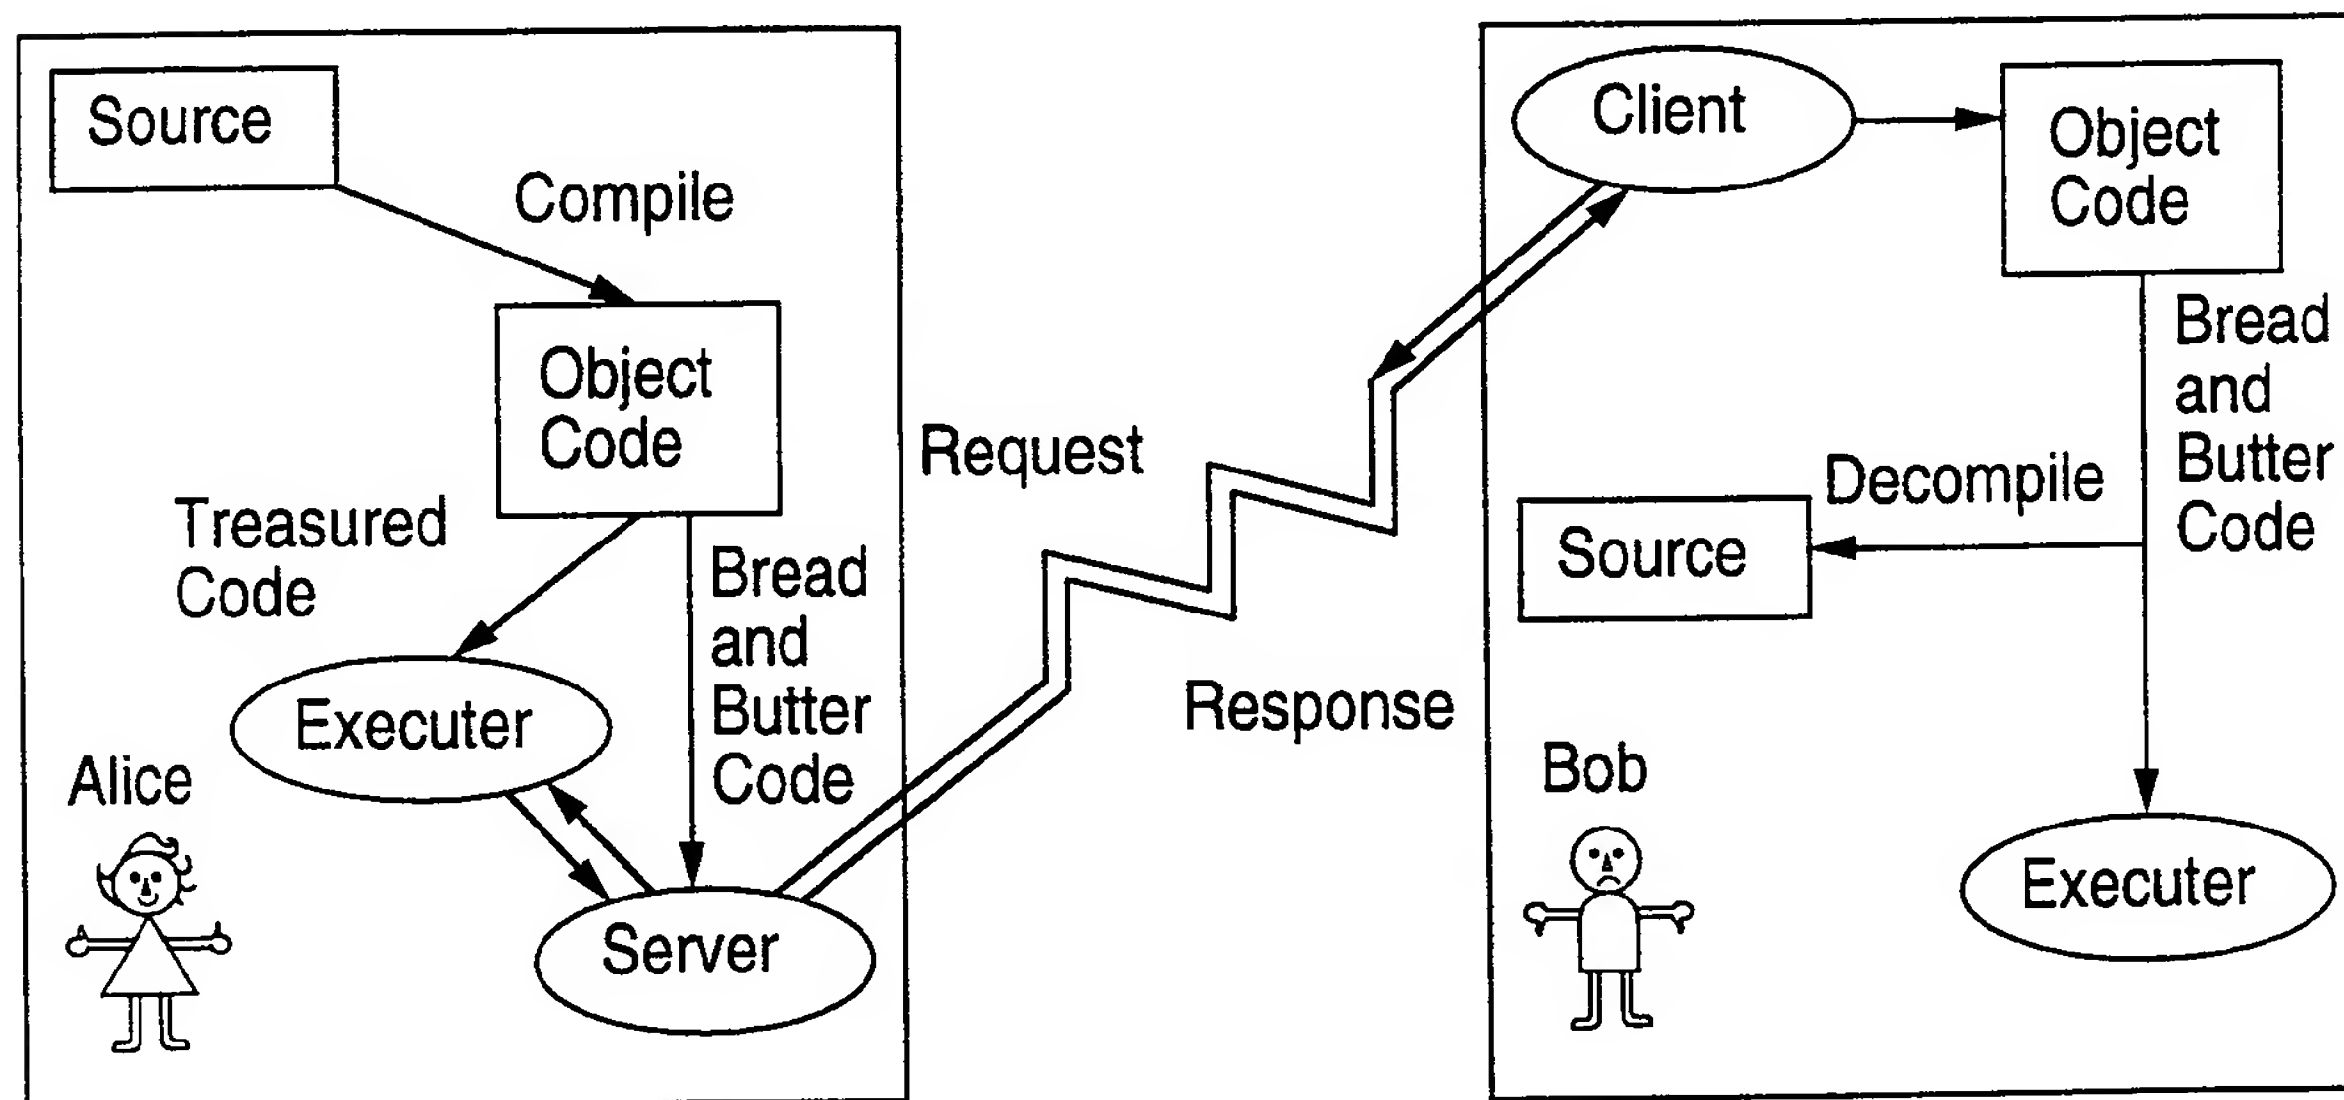 Source
Compile
Object
Code
Treasured
Code
Bread
and
Butter
Code
Executer
Alice
Server
Request
Response
Client
Object
Code
Bread
and
Butter
Code
Decompile
Source
Bob
Executer